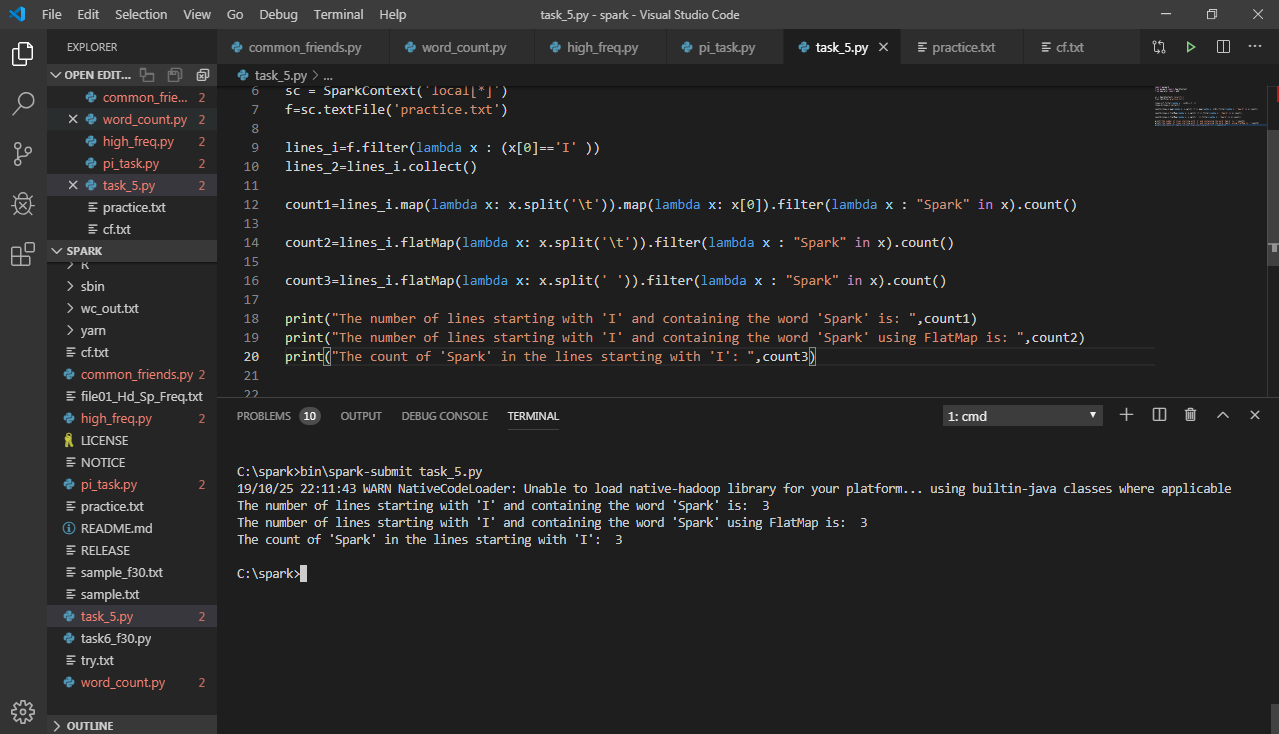 File Edit Selection View Go Debug Terminal Help task_5.py - spark - Visual Studio Code
EXPLORER
OPEN EDIT...
common_frie... 2
word_count.py 2
high_freq.py 2
pi_task.py 2
task_5.py 2
practice.txt
cf.txt
SPARK
R
sbin
wc_out.txt
yarn
cf.txt
common_friends.py 2
file01_Hd_Sp_Freq.txt
high_freq.py 2
LICENSE
NOTICE
pi_task.py 2
practice.txt
README.md
RELEASE
sample_f30.txt
sample.txt
task_5.py 2
task6_f30.py
try.txt
word_count.py 2
OUTLINE
common_friends.py word_count.py high_freq.py pi_task.py task_5.py practice.txt cf.txt
task_5.py > ...
6 sc = SparkContext('local[*]')
7 f=sc.textFile('practice.txt')
8
9 lines_i=f.filter(lambda x : (x[0]=='I' ))
10 lines_2=lines_i.collect()
11
12 count1=lines_i.map(lambda x: x.split('\t')).map(lambda x: x[0]).filter(lambda x : "Spark" in x).count()
13
14 count2=lines_i.flatMap(lambda x: x.split('\t')).filter(lambda x : "Spark" in x).count()
15
16 count3=lines_i.flatMap(lambda x: x.split(' ')).filter(lambda x : "Spark" in x).count()
17
18 print("The number of lines starting with 'I' and containing the word 'Spark' is: ",count1)
19 print("The number of lines starting with 'I' and containing the word 'Spark' using FlatMap is: ",count2)
20 print("The count of 'Spark' in the lines starting with 'I': ",count3)
21
22
PROBLEMS 10 OUTPUT DEBUG CONSOLE TERMINAL 1: cmd
C:\spark>bin\spark-submit task_5.py
19/10/25 22:11:43 WARN NativeCodeLoader: Unable to load native-hadoop library for your platform... using builtin-java classes where applicable
The number of lines starting with 'I' and containing the word 'Spark' is:  3
The number of lines starting with 'I' and containing the word 'Spark' using FlatMap is:  3
The count of 'Spark' in the lines starting with 'I':  3
C:\spark>